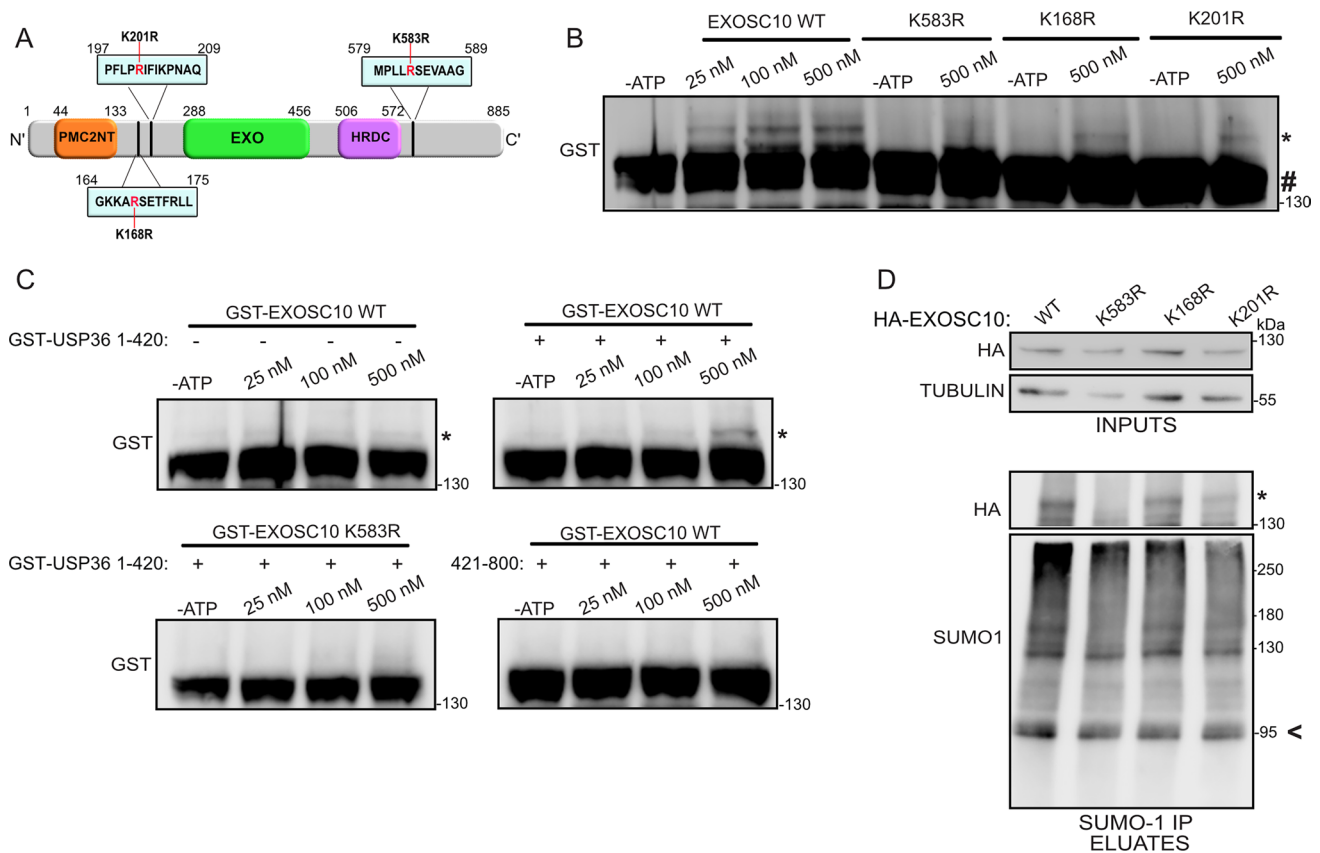 A
K201R
197 209
PFLPRIFIKPNAQ
K583R
579 589
MPLLRSEVAAG
1 44 133 288 456 506 572 885
N' PMC2NT EXO HRDC C'
164 175
GKKARSETFRLL
K168R
B
EXOSC10 WT K583R K168R K201R
-ATP 25 nM 100 nM 500 nM -ATP 500 nM -ATP 500 nM -ATP 500 nM
GST
*
#
-130
C
GST-EXOSC10 WT
GST-USP36 1-420: - - - -
-ATP 25 nM 100 nM 500 nM
GST
*
-130
GST-EXOSC10 WT
+ + + +
-ATP 25 nM 100 nM 500 nM
*
-130
GST-EXOSC10 K583R
GST-USP36 1-420: + + + +
-ATP 25 nM 100 nM 500 nM
GST
-130
GST-EXOSC10 WT
421-800: + + + +
-ATP 25 nM 100 nM 500 nM
-130
D
HA-EXOSC10: WT K583R K168R K201R
kDa
HA -130
TUBULIN -55
INPUTS
HA
*
-130
SUMO1
-250
-180
-130
-95 <
SUMO-1 IP
ELUATES